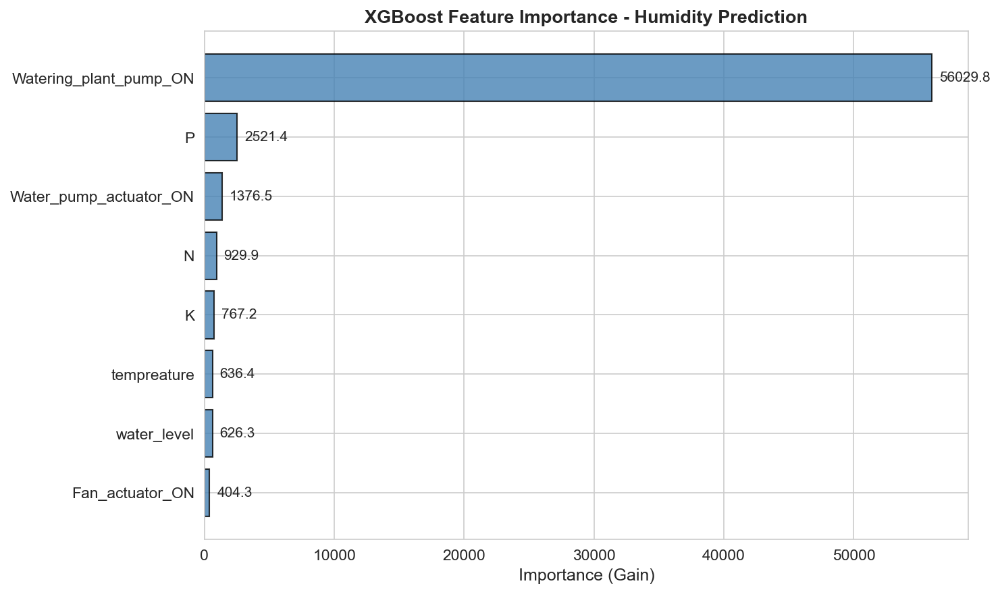 XGBoost Feature Importance - Humidity Prediction
Watering_plant_pump_ON 56029.8
P 2521.4
Water_pump_actuator_ON 1376.5
N 929.9
K 767.2
tempreature 636.4
water_level 626.3
Fan_actuator_ON 404.3
0 10000 20000 30000 40000 50000
Importance (Gain)